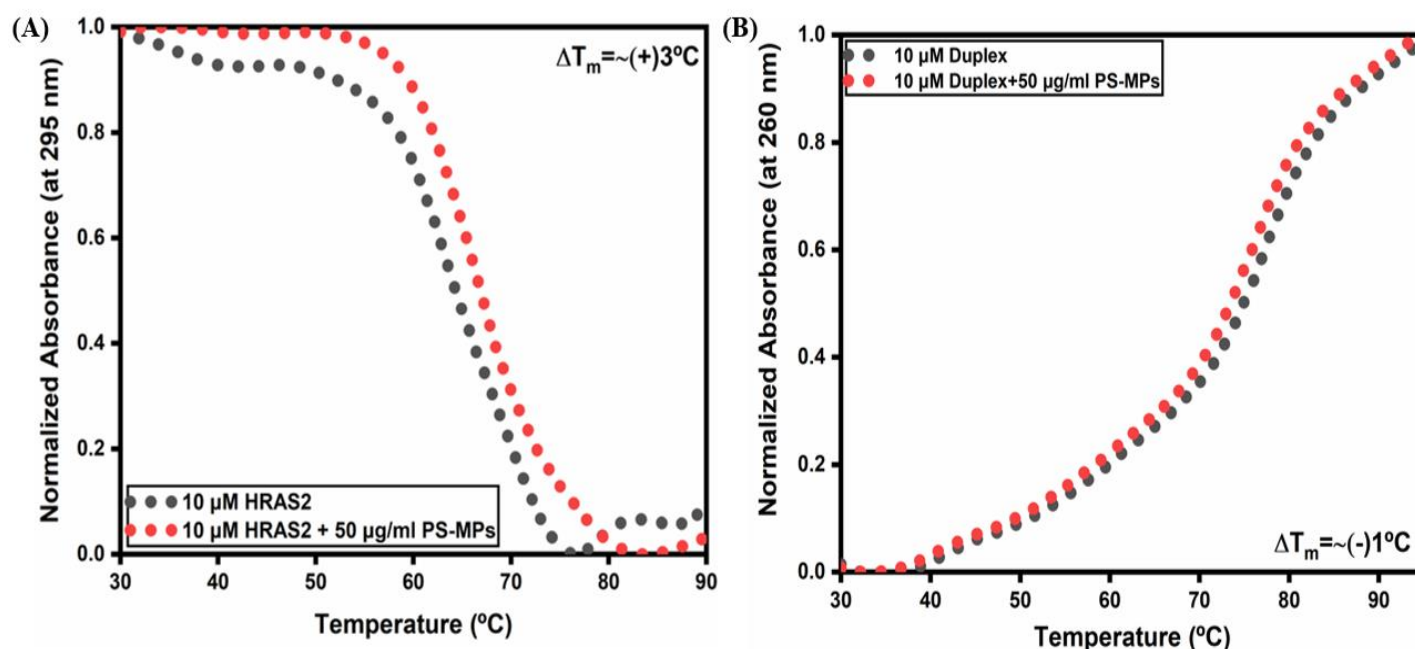 (A)
Normalized Absorbance (at 295 nm)
1.0
0.8
0.6
0.4
0.2
0.0
ΔTm=~(+)3ºC
10 µM HRAS2
10 µM HRAS2 + 50 µg/ml PS-MPs
30 40 50 60 70 80 90
Temperature (ºC)
(B)
Normalized Absorbance (at 260 nm)
1.0
0.8
0.6
0.4
0.2
0.0
10 µM Duplex
10 µM Duplex+50 µg/ml PS-MPs
ΔTm=~(-)1ºC
30 40 50 60 70 80 90
Temperature (ºC)